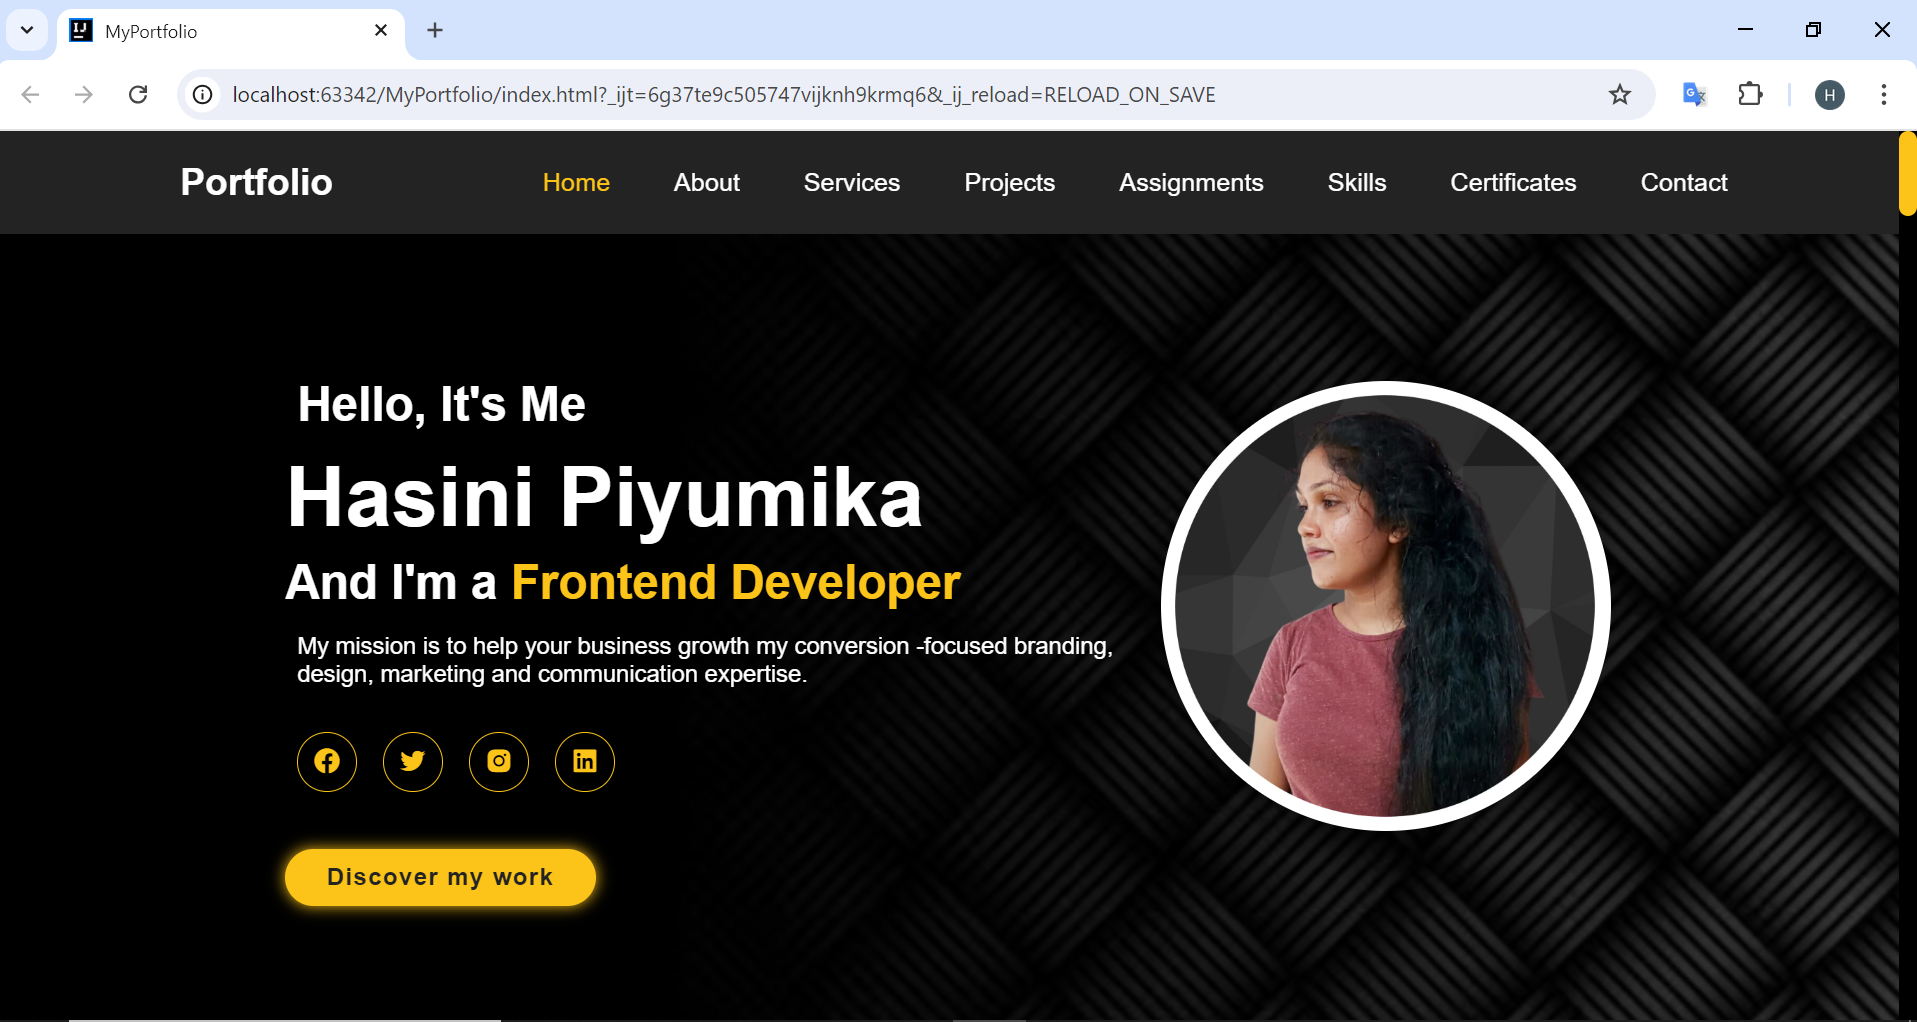 MyPortfolio
localhost:63342/MyPortfolio/index.html?_ijt=6g37te9c505747vijknh9krmq6&_ij_reload=RELOAD_ON_SAVE
H
Portfolio Home About Services Projects Assignments Skills Certificates Contact
Hello, It's Me
Hasini Piyumika
And I'm a Frontend Developer
My mission is to help your business growth my conversion -focused branding,
design, marketing and communication expertise.
Discover my work